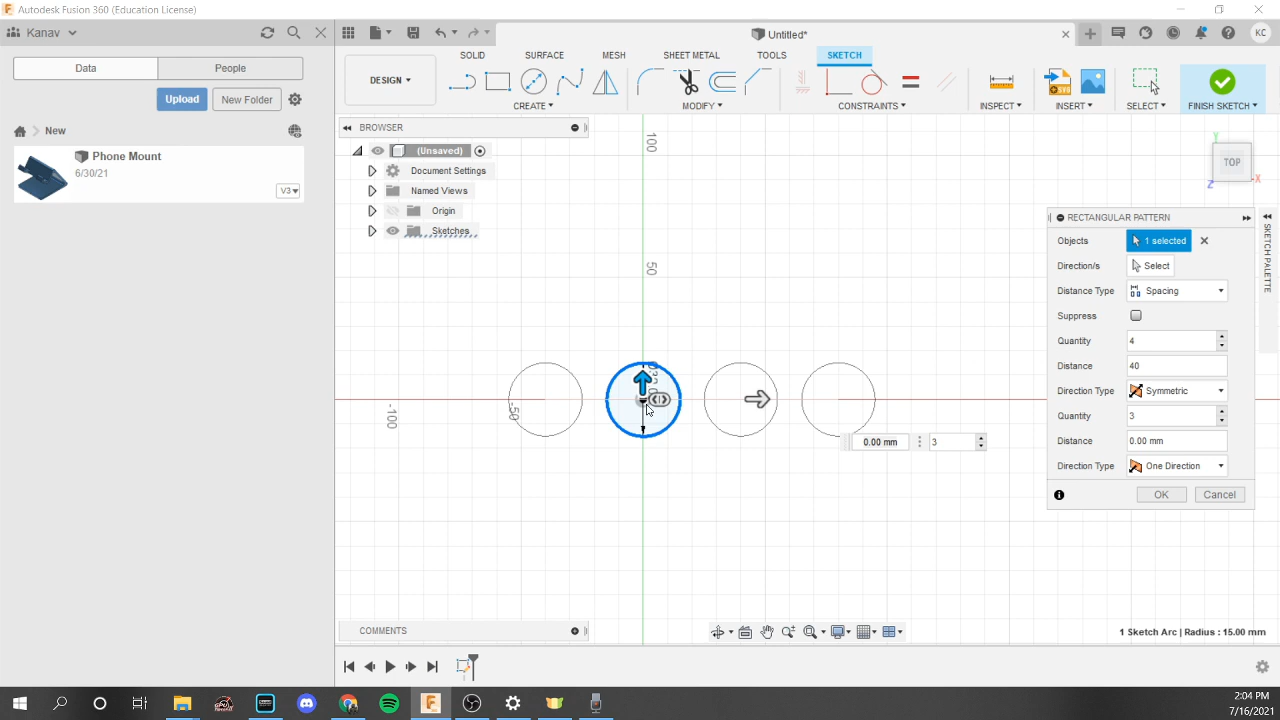 Autodesk Fusion 360 (Education License)
Kanav
Untitled*
KC
Data
People
Upload
New Folder
New
Phone Mount
6/30/21
V3
DESIGN
SOLID
SURFACE
MESH
SHEET METAL
TOOLS
SKETCH
CREATE
MODIFY
CONSTRAINTS
INSPECT
INSERT
SELECT
FINISH SKETCH
BROWSER
(Unsaved)
Document Settings
Named Views
Origin
Sketches
100
50
-50
-100
TOP
Y
X
Z
RECTANGULAR PATTERN
Objects
1 selected
Direction/s
Select
Distance Type
Spacing
Suppress
Quantity
4
Distance
40
Direction Type
Symmetric
Quantity
3
Distance
0.00 mm
Direction Type
One Direction
OK
Cancel
SKETCH PALETTE
0.00 mm
3
COMMENTS
1 Sketch Arc | Radius : 15.00 mm
2:04 PM
7/16/2021